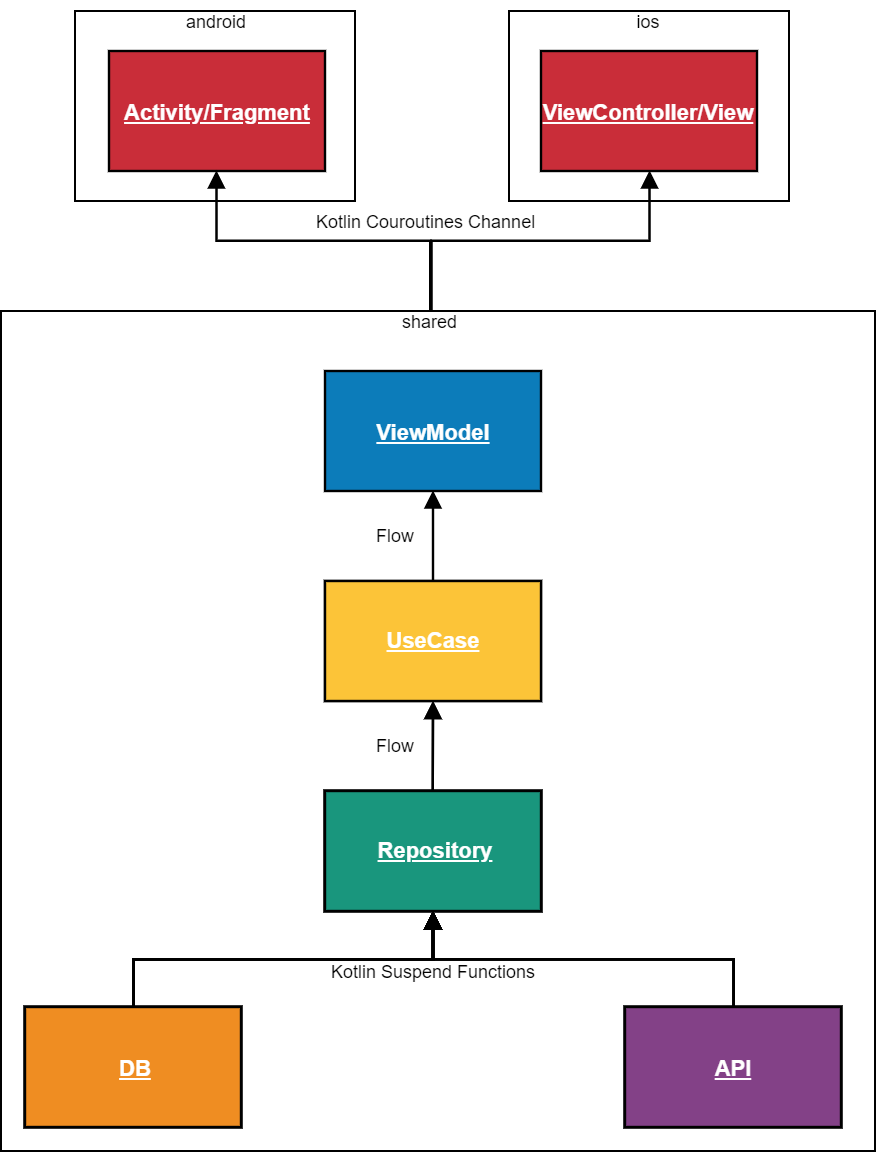 android
ios
Activity/Fragment
ViewController/View
Kotlin Couroutines Channel
shared
ViewModel
Flow
UseCase
Flow
Repository
Kotlin Suspend Functions
DB
API